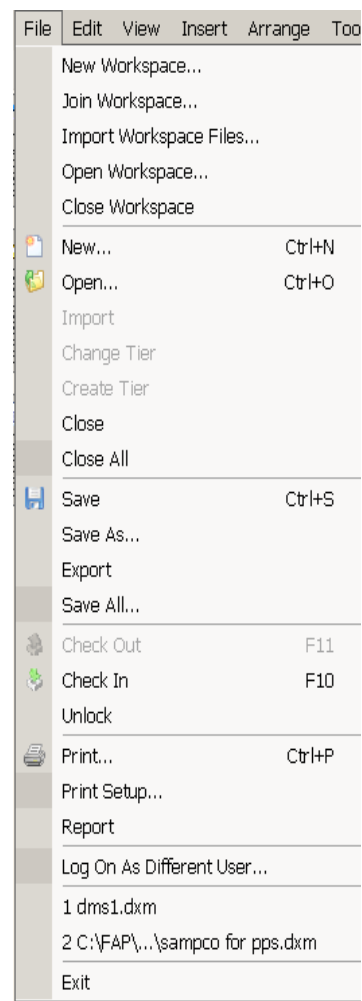 File Edit View Insert Arrange Too
New Workspace...
Join Workspace...
Import Workspace Files...
Open Workspace...
Close Workspace
New... Ctrl+N
Open... Ctrl+O
Import
Change Tier
Create Tier
Close
Close All
Save Ctrl+S
Save As...
Export
Save All...
Check Out F11
Check In F10
Unlock
Print... Ctrl+P
Print Setup...
Report
Log On As Different User...
1 dms1.dxm
2 C:\FAP\...\sampco for pps.dxm
Exit